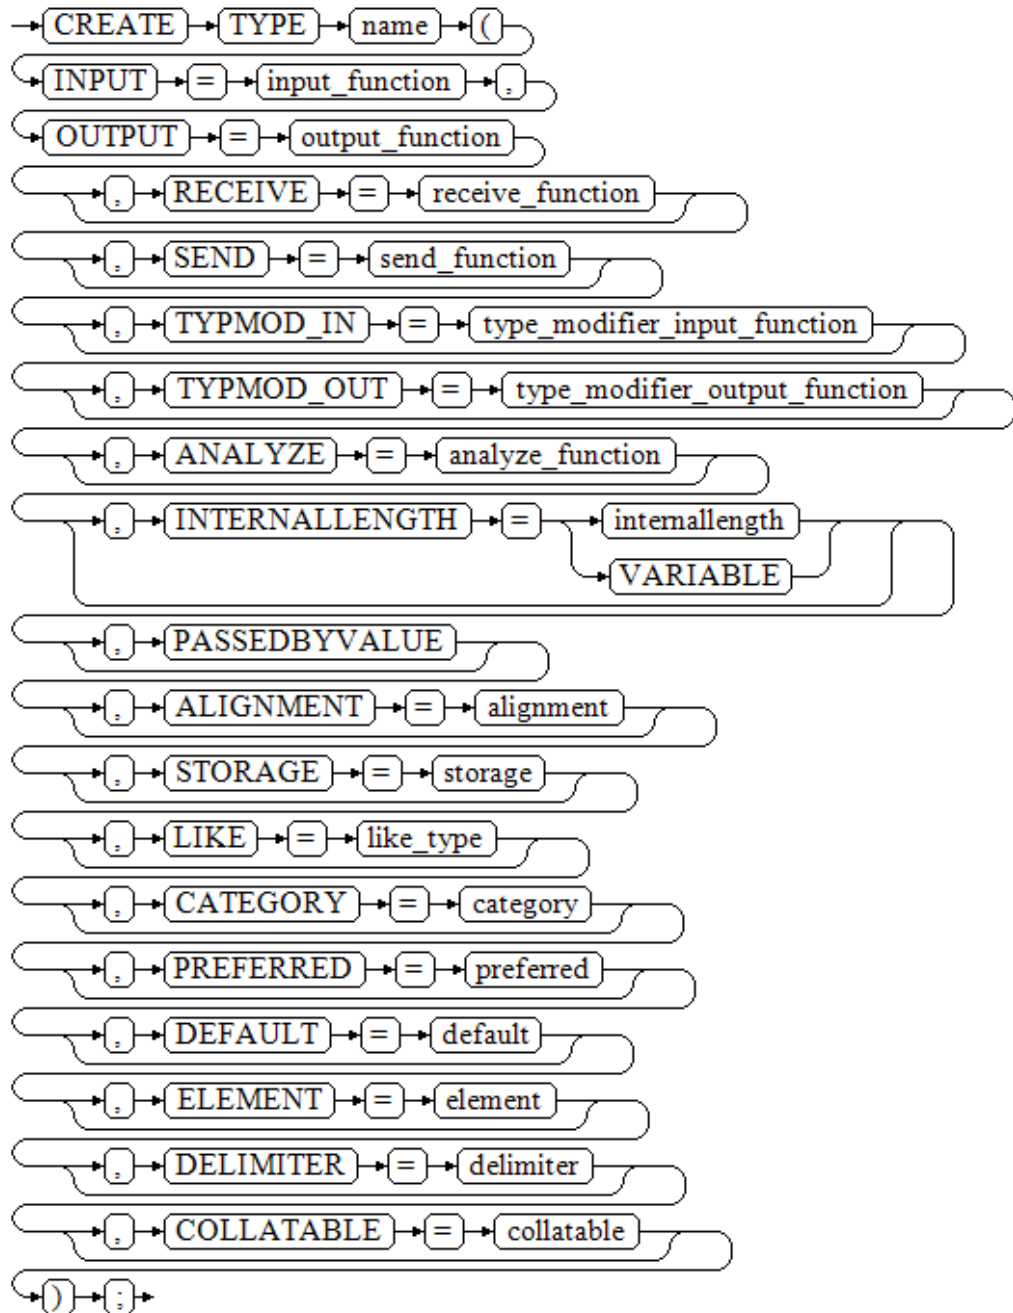 CREATE TYPE name (
INPUT = input_function ,
OUTPUT = output_function
, RECEIVE = receive_function
, SEND = send_function
, TYPMOD_IN = type_modifier_input_function
, TYPMOD_OUT = type_modifier_output_function
, ANALYZE = analyze_function
, INTERNALLENGTH = internallength
VARIABLE
, PASSEDBYVALUE
, ALIGNMENT = alignment
, STORAGE = storage
, LIKE = like_type
, CATEGORY = category
, PREFERRED = preferred
, DEFAULT = default
, ELEMENT = element
, DELIMITER = delimiter
, COLLATABLE = collatable
) ;